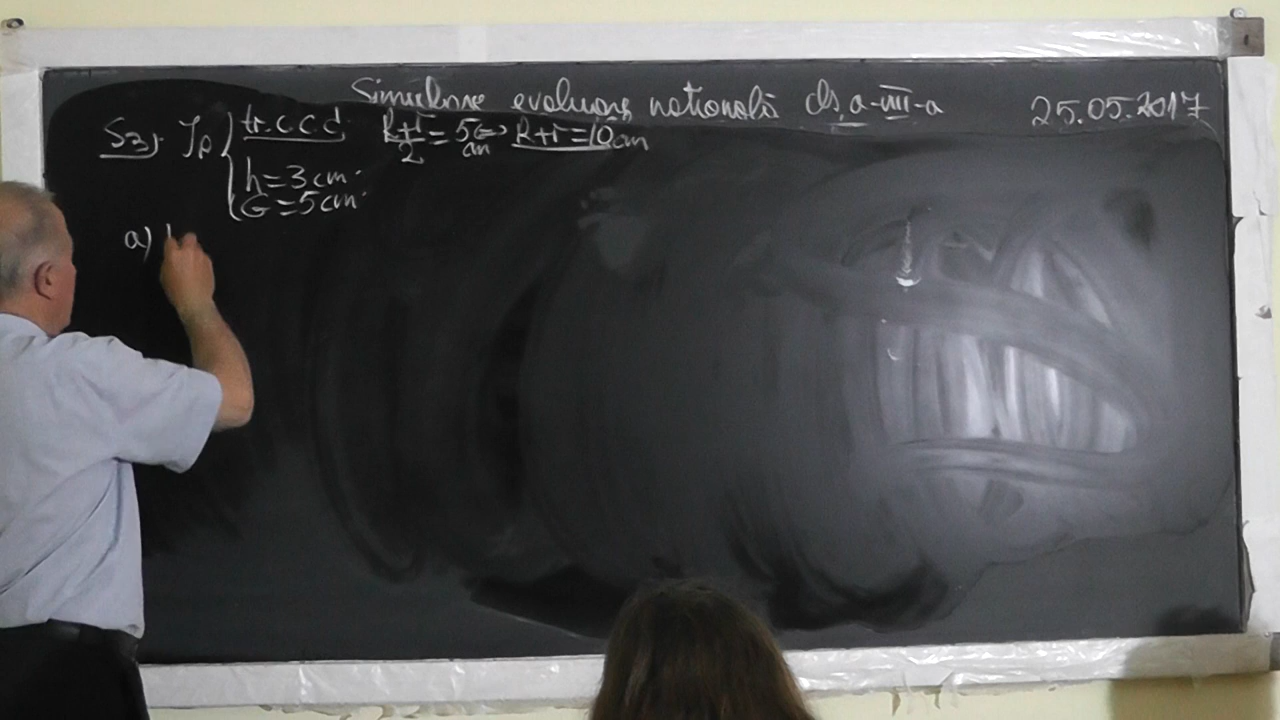 Simulare evaluare natională cls. a-VIII-a 25.05.2017
S3). Ip { tr. c c d. R+r/2 = 5 cm => R+r = 10 cm
h = 3 cm.
G = 5 cm.
a)